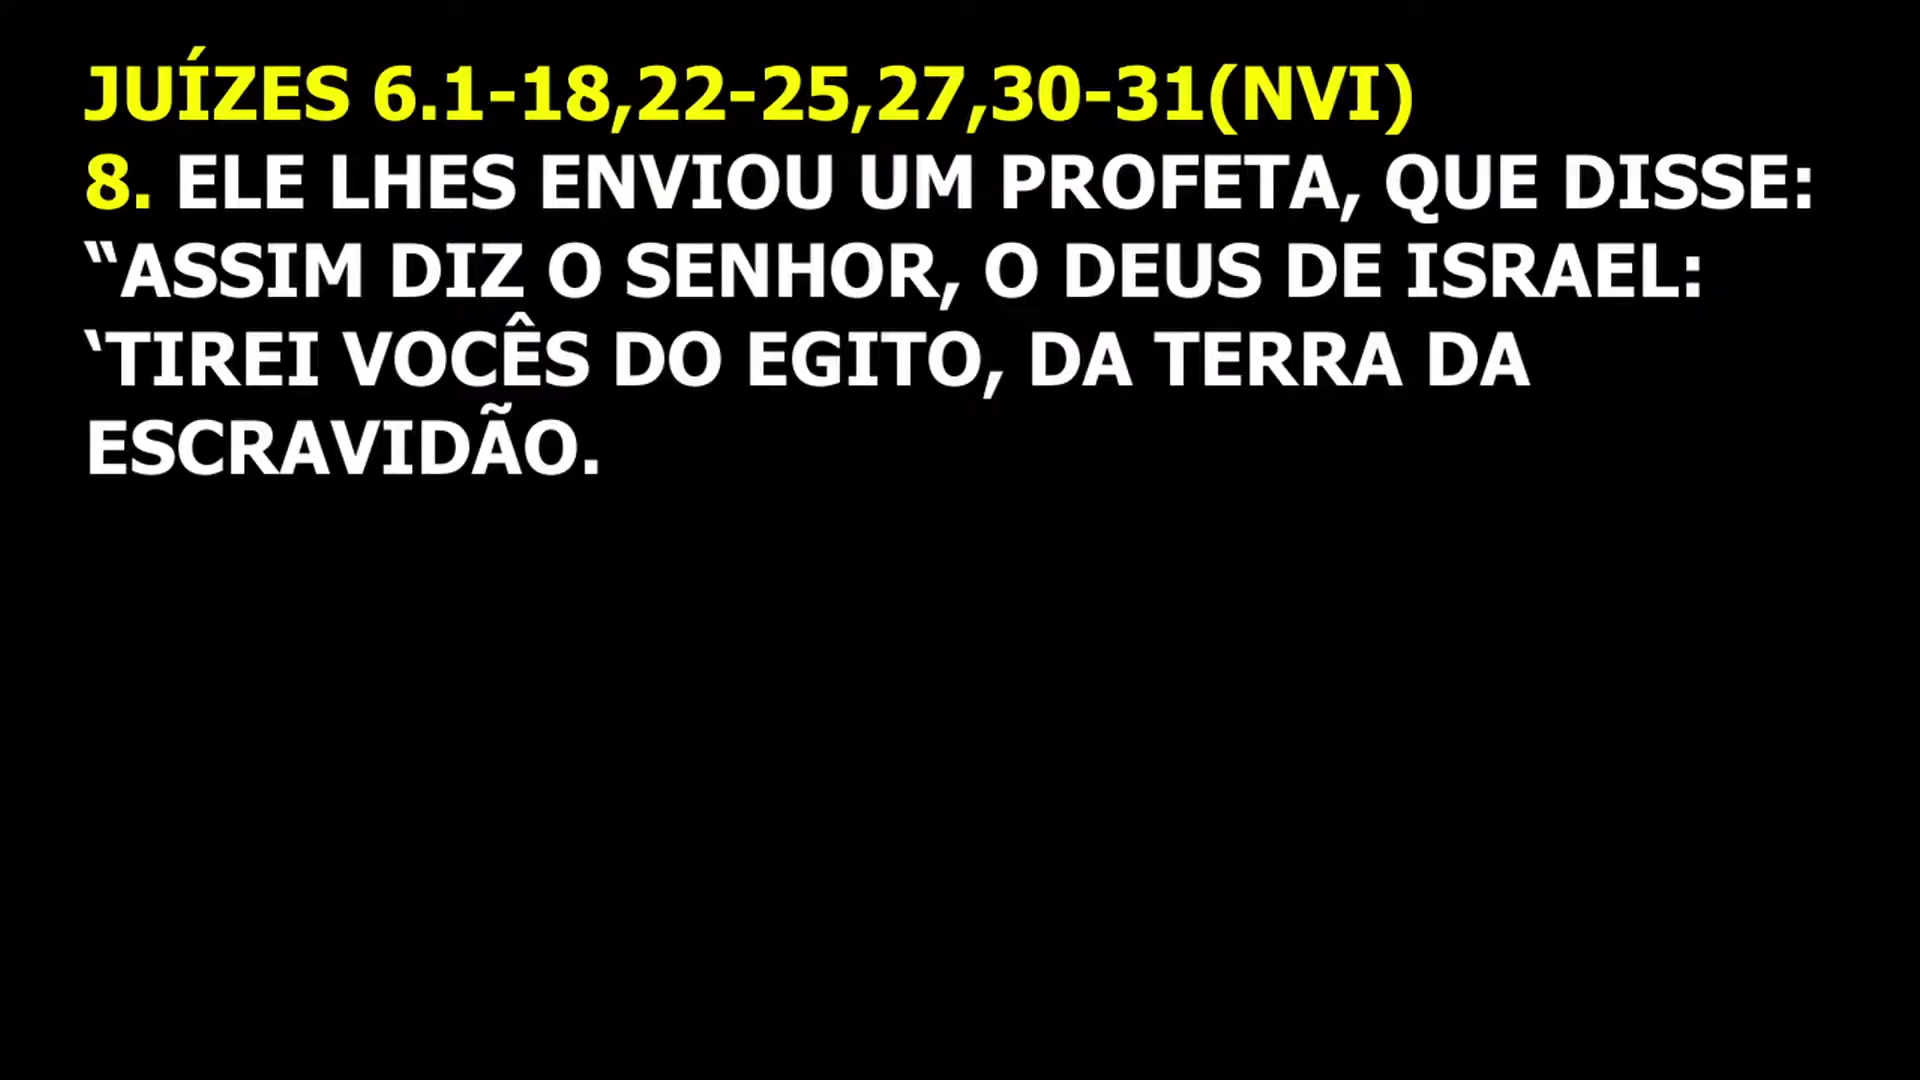 JUÍZES 6.1-18,22-25,27,30-31(NVI)
8. ELE LHES ENVIOU UM PROFETA, QUE DISSE:
“ASSIM DIZ O SENHOR, O DEUS DE ISRAEL:
‘TIREI VOCÊS DO EGITO, DA TERRA DA
ESCRAVIDÃO.